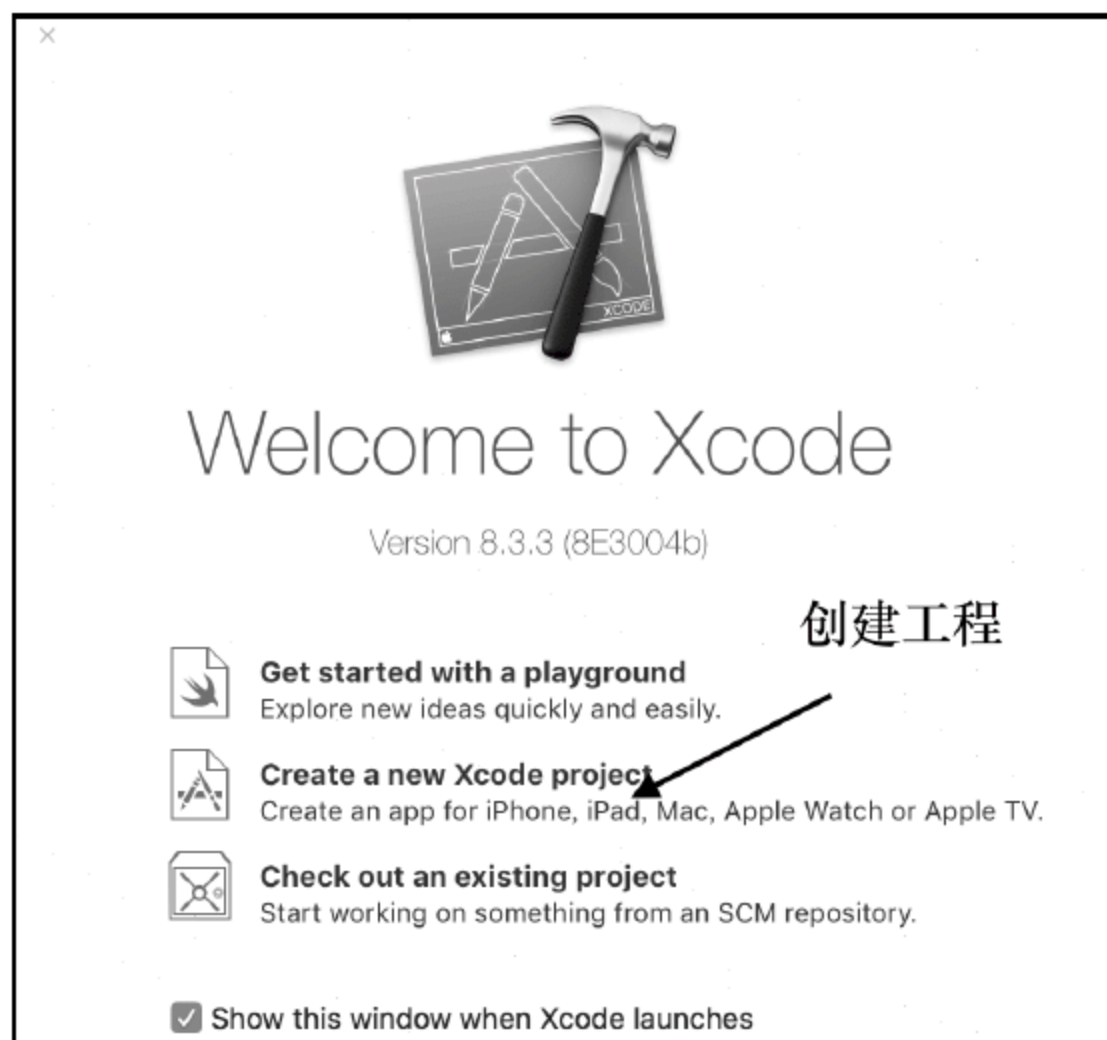 XCODE
Welcome to Xcode
Version 8.3.3 (8E3004b)
创建工程
Get started with a playground
Explore new ideas quickly and easily.
Create a new Xcode project
Create an app for iPhone, iPad, Mac, Apple Watch or Apple TV.
Check out an existing project
Start working on something from an SCM repository.
Show this window when Xcode launches